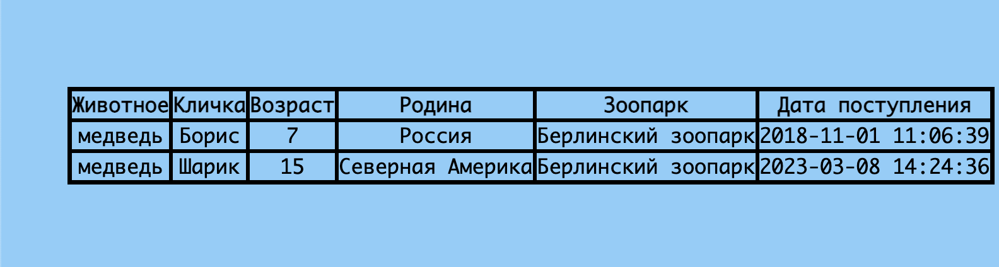 Животное Кличка Возраст Родина Зоопарк Дата поступления
медведь Борис 7 Россия Берлинский зоопарк 2018-11-01 11:06:39
медведь Шарик 15 Северная Америка Берлинский зоопарк 2023-03-08 14:24:36